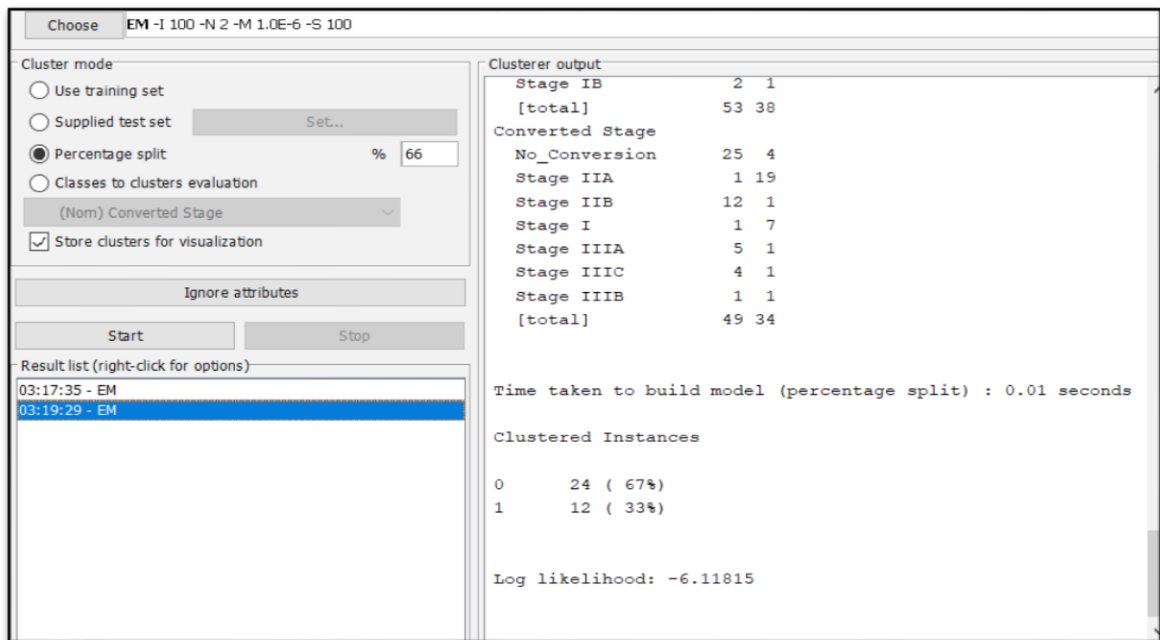 Choose EM -I 100 -N 2 -M 1.0E-6 -S 100
Cluster mode
Use training set
Supplied test set Set...
Percentage split % 66
Classes to clusters evaluation
(Nom) Converted Stage
Store clusters for visualization
Ignore attributes
Start Stop
Result list (right-click for options)
03:17:35 - EM
03:19:29 - EM
Clusterer output
Stage IB 2 1
[total] 53 38
Converted Stage
No_Conversion 25 4
Stage IIA 1 19
Stage IIB 12 1
Stage I 1 7
Stage IIIA 5 1
Stage IIIC 4 1
Stage IIIB 1 1
[total] 49 34
Time taken to build model (percentage split) : 0.01 seconds
Clustered Instances
0 24 ( 67%)
1 12 ( 33%)
Log likelihood: -6.11815